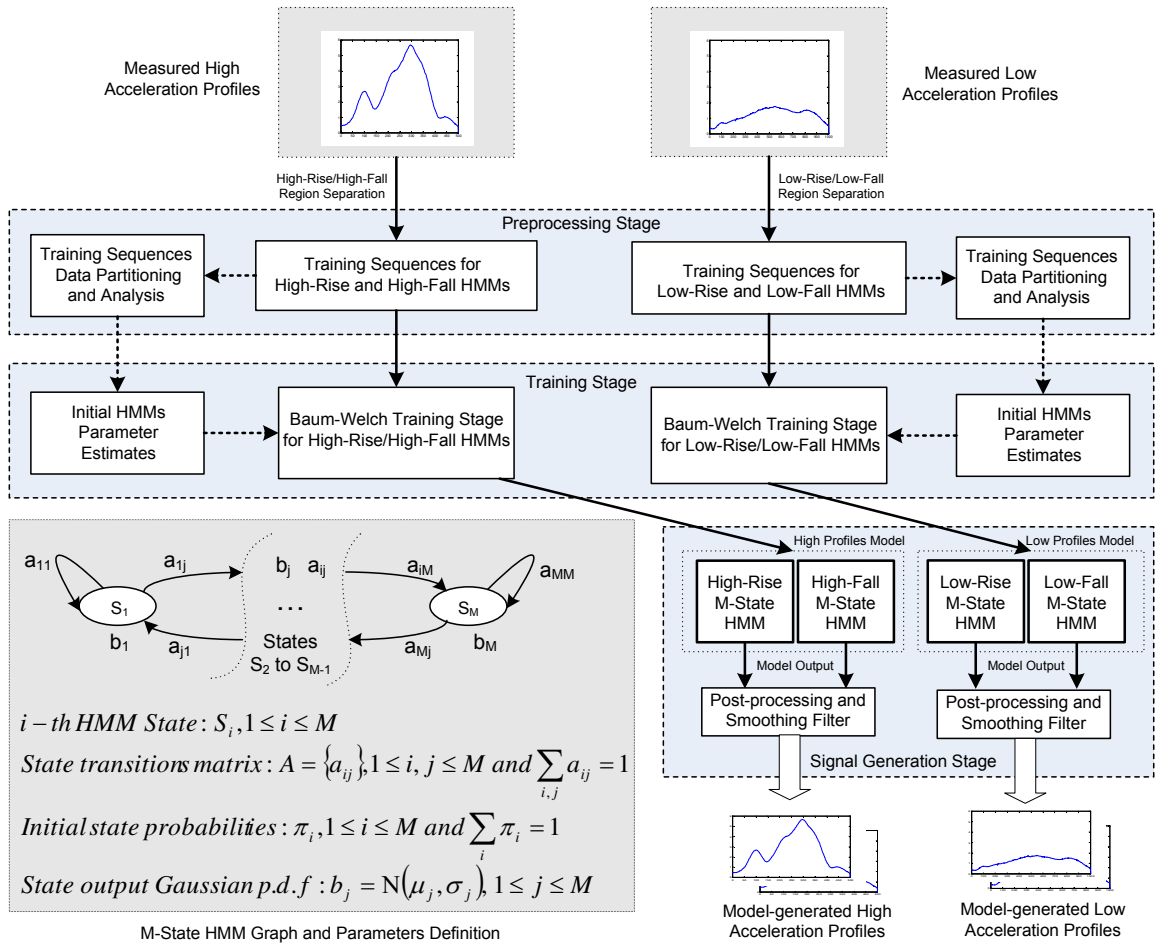 Measured High
Acceleration Profiles
Measured Low
Acceleration Profiles
High-Rise/High-Fall
Region Separation
Low-Rise/Low-Fall
Region Separation
Preprocessing Stage
Training Sequences
Data Partitioning
and Analysis
Training Sequences for
High-Rise and High-Fall HMMs
Training Sequences for
Low-Rise and Low-Fall HMMs
Training Sequences
Data Partitioning
and Analysis
Training Stage
Initial HMMs
Parameter
Estimates
Baum-Welch Training Stage
for High-Rise/High-Fall HMMs
Baum-Welch Training Stage
for Low-Rise/Low-Fall HMMs
Initial HMMs
Parameter
Estimates
a11
a1j
bj aij
aiM
aMM
S1
...
SM
b1
aj1
States
S2 to SM-1
aMj
bM
i – th HMM State : Si , 1 ≤ i ≤ M
State transitions matrix : A = {aij}, 1 ≤ i, j ≤ M and ∑i, j aij = 1
Initial state probabilities : πi , 1 ≤ i ≤ M and ∑i πi = 1
State output Gaussian p.d.f : bj = N(μj , σj ), 1 ≤ j ≤ M
M-State HMM Graph and Parameters Definition
High Profiles Model
Low Profiles Model
High-Rise
M-State
HMM
High-Fall
M-State
HMM
Low-Rise
M-State
HMM
Low-Fall
M-State
HMM
Model Output
Model Output
Post-processing and
Smoothing Filter
Post-processing and
Smoothing Filter
Signal Generation Stage
Model-generated High
Acceleration Profiles
Model-generated Low
Acceleration Profiles